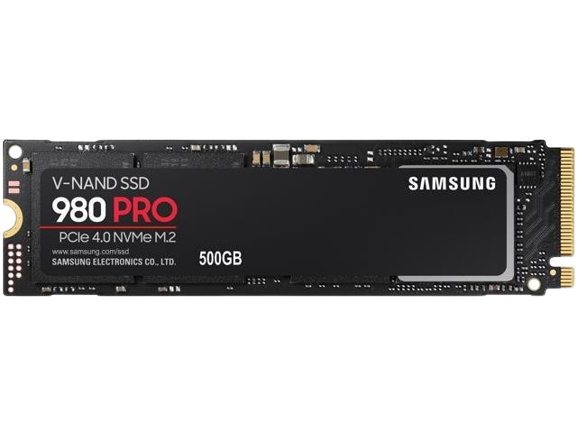 V-NAND SSD
980 PRO
PCIe 4.0 NVMe M.2
www.samsung.com/ssd
SAMSUNG ELECTRONICS CO., LTD.
500GB
SAMSUNG